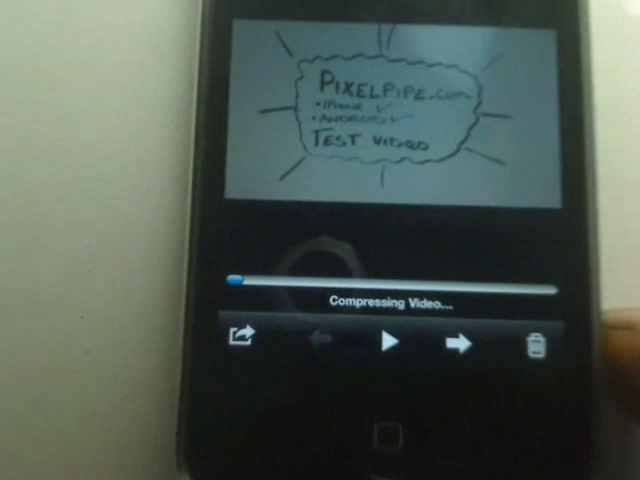 PIXELPIPE.com
• IPHONE ✓
• ANDROID ✓
TEST VIDEO
Compressing Video...